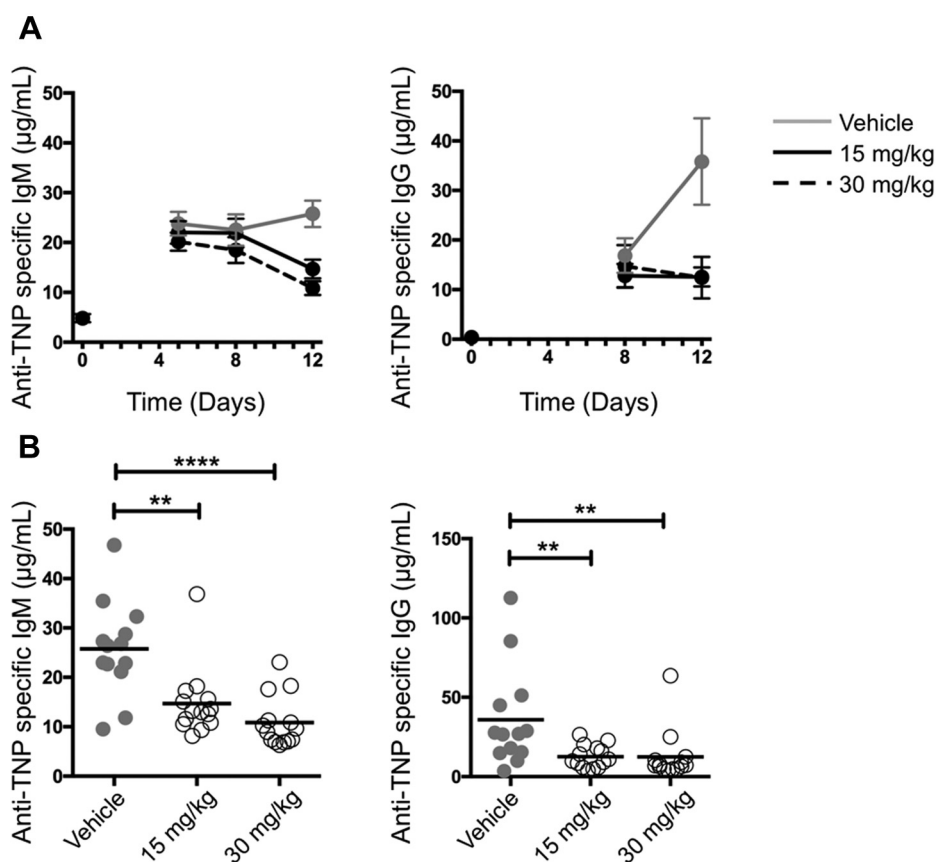 A
Anti-TNP specific IgM (µg/mL)
50
40
30
20
10
0
0 4 8 12
Time (Days)
Anti-TNP specific IgG (µg/mL)
50
40
30
20
10
0
0 4 8 12
Time (Days)
Vehicle
15 mg/kg
30 mg/kg
B
Anti-TNP specific IgM (µg/mL)
50
40
30
20
10
0
****
**
Vehicle
15 mg/kg
30 mg/kg
Anti-TNP specific IgG (µg/mL)
150
100
50
0
**
**
Vehicle
15 mg/kg
30 mg/kg